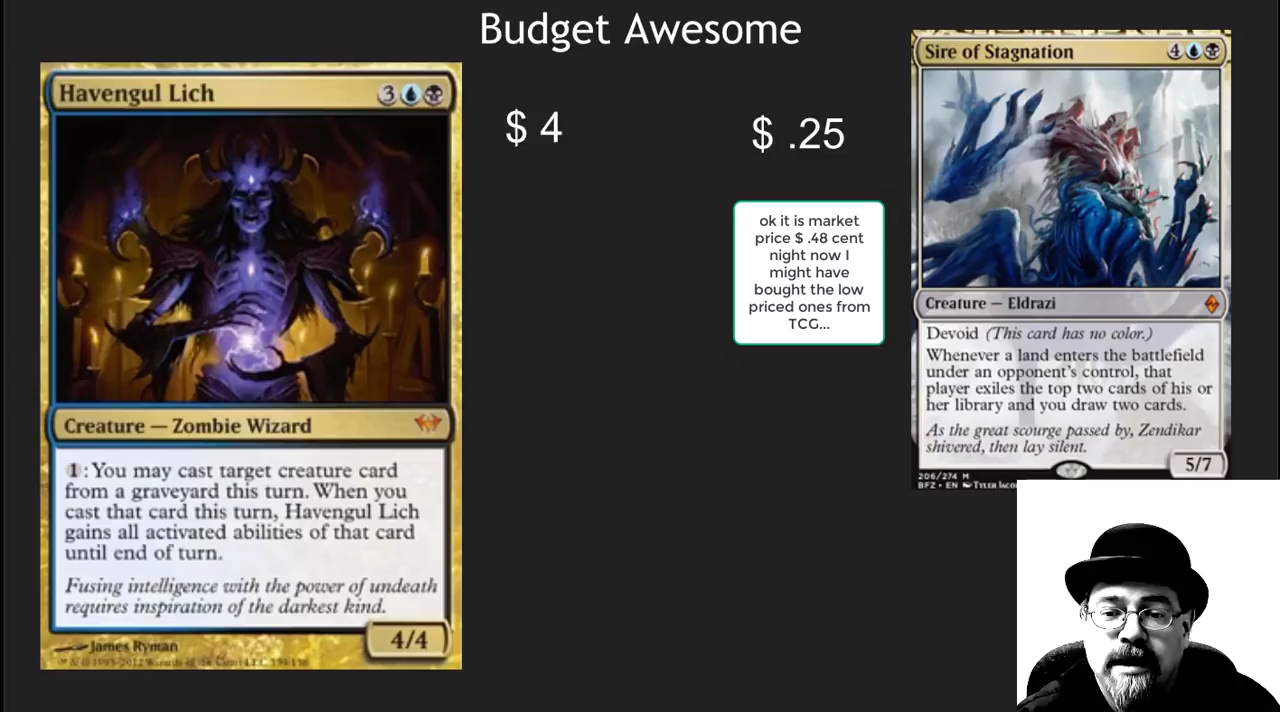 Budget Awesome
Havengul Lich
3
$ 4
Creature — Zombie Wizard
1: You may cast target creature card
from a graveyard this turn. When you
cast that card this turn, Havengul Lich
gains all activated abilities of that card
until end of turn.
Fusing intelligence with the power of undeath
requires inspiration of the darkest kind.
4/4
James Ryman
$ .25
ok it is market
price $ .48 cent
night now I
might have
bought the low
priced ones from
TCG...
Sire of Stagnation
4
Creature — Eldrazi
Devoid (This card has no color.)
Whenever a land enters the battlefield
under an opponent's control, that
player exiles the top two cards of his or
her library and you draw two cards.
As the great scourge passed by, Zendikar
shivered, then lay silent.
5/7
206/274 M
BFZ • EN Tyler